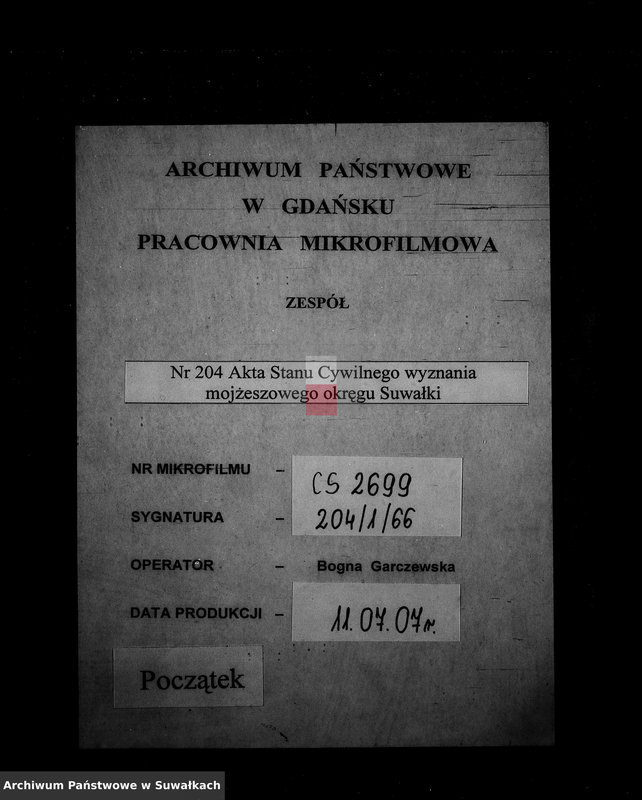 ARCHIWUM PAŃSTWOWE
W GDAŃSKU
PRACOWNIA MIKROFILMOWA
ZESPÓŁ
Nr 204 Akta Stanu Cywilnego wyznania
mojżeszowego okręgu Suwałki
NR MIKROFILMU – CS 2699
SYGNATURA – 204/1/66
OPERATOR – Bogna Garczewska
DATA PRODUKCJI – 11.07.07r.
Początek
Archiwum Państwowe w Suwałkach